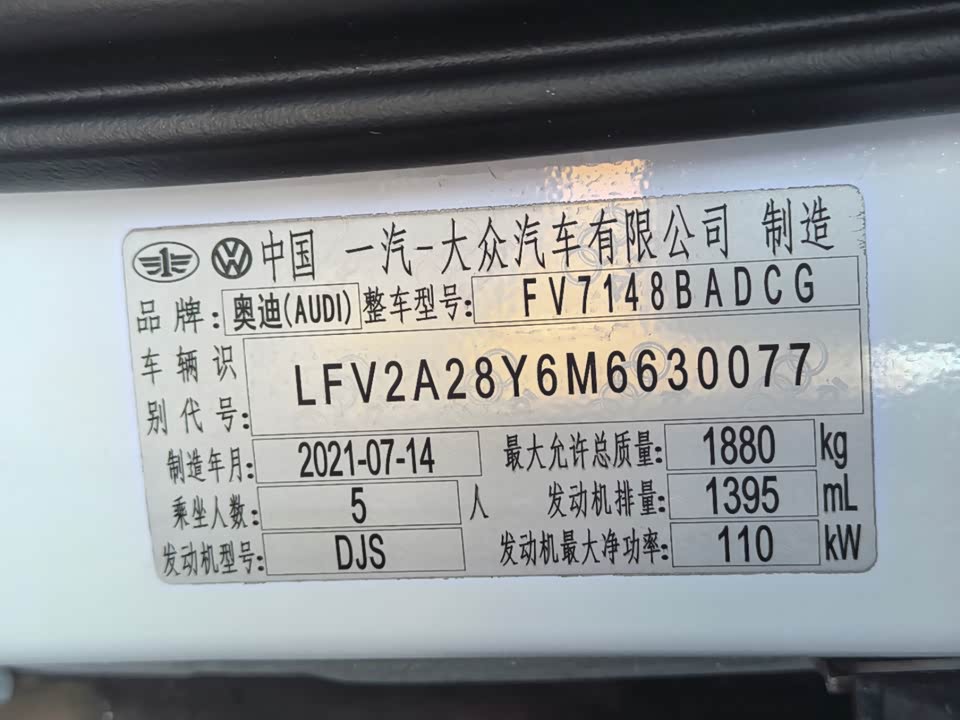 中国 一汽-大众汽车有限公司 制造
品牌: 奥迪(AUDI) 整车型号: FV7148BADCG
车辆识别代号: LFV2A28Y6M6630077
制造年月: 2021-07-14 最大允许总质量: 1880 kg
乘坐人数: 5 人 发动机排量: 1395 mL
发动机型号: DJS 发动机最大净功率: 110 kW